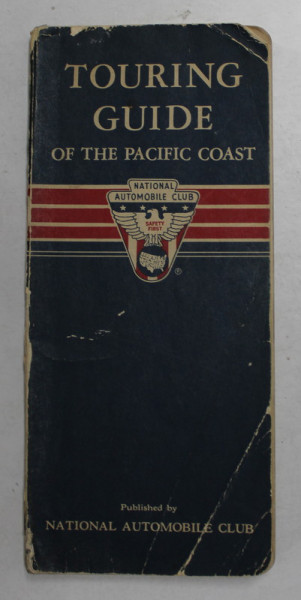 TOURING
GUIDE
OF THE PACIFIC COAST
NATIONAL
AUTOMOBILE CLUB
SAFETY
FIRST
®
Published by
NATIONAL AUTOMOBILE CLUB